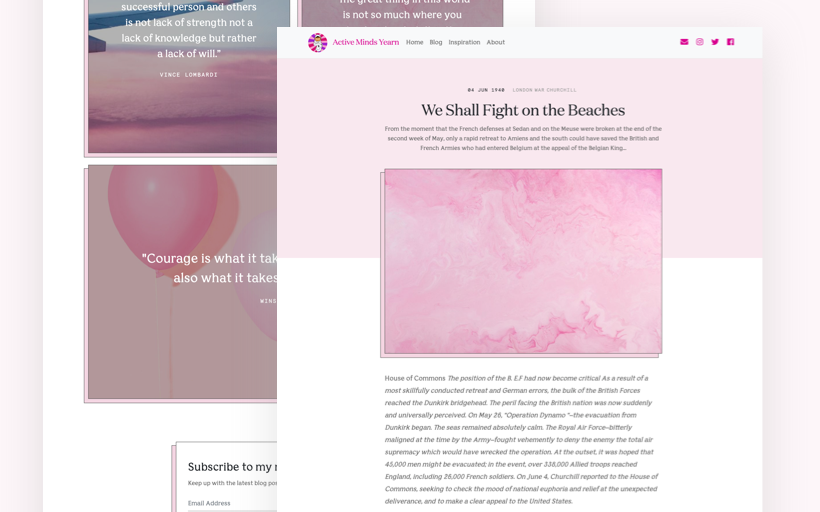 successful person and others
is not lack of strength not a
lack of knowledge but rather
a lack of will."
VINCE LOMBARDI
the great thing in this world
is not so much where you
"Courage is what it tak
also what it takes
WINS
Subscribe to my
Keep up with the latest blog pos
Email Address
Active Minds Yearn
Home Blog Inspiration About
04 JUN 1940 LONDON WAR CHURCHILL
We Shall Fight on the Beaches
From the moment that the French defenses at Sedan and on the Meuse were broken at the end of the
second week of May, only a rapid retreat to Amiens and the south could have saved the British and
French Armies who had entered Belgium at the appeal of the Belgian King...
House of Commons The position of the B. E.F had now become critical As a result of a
most skillfully conducted retreat and German errors, the bulk of the British Forces
reached the Dunkirk bridgehead. The peril facing the British nation was now suddenly
and universally perceived. On May 26, "Operation Dynamo "–the evacuation from
Dunkirk began. The seas remained absolutely calm. The Royal Air Force–bitterly
maligned at the time by the Army–fought vehemently to deny the enemy the total air
supremacy which would have wrecked the operation. At the outset, it was hoped that
45,000 men might be evacuated; in the event, over 338,000 Allied troops reached
England, including 26,000 French soldiers. On June 4, Churchill reported to the House of
Commons, seeking to check the mood of national euphoria and relief at the unexpected
deliverance, and to make a clear appeal to the United States.